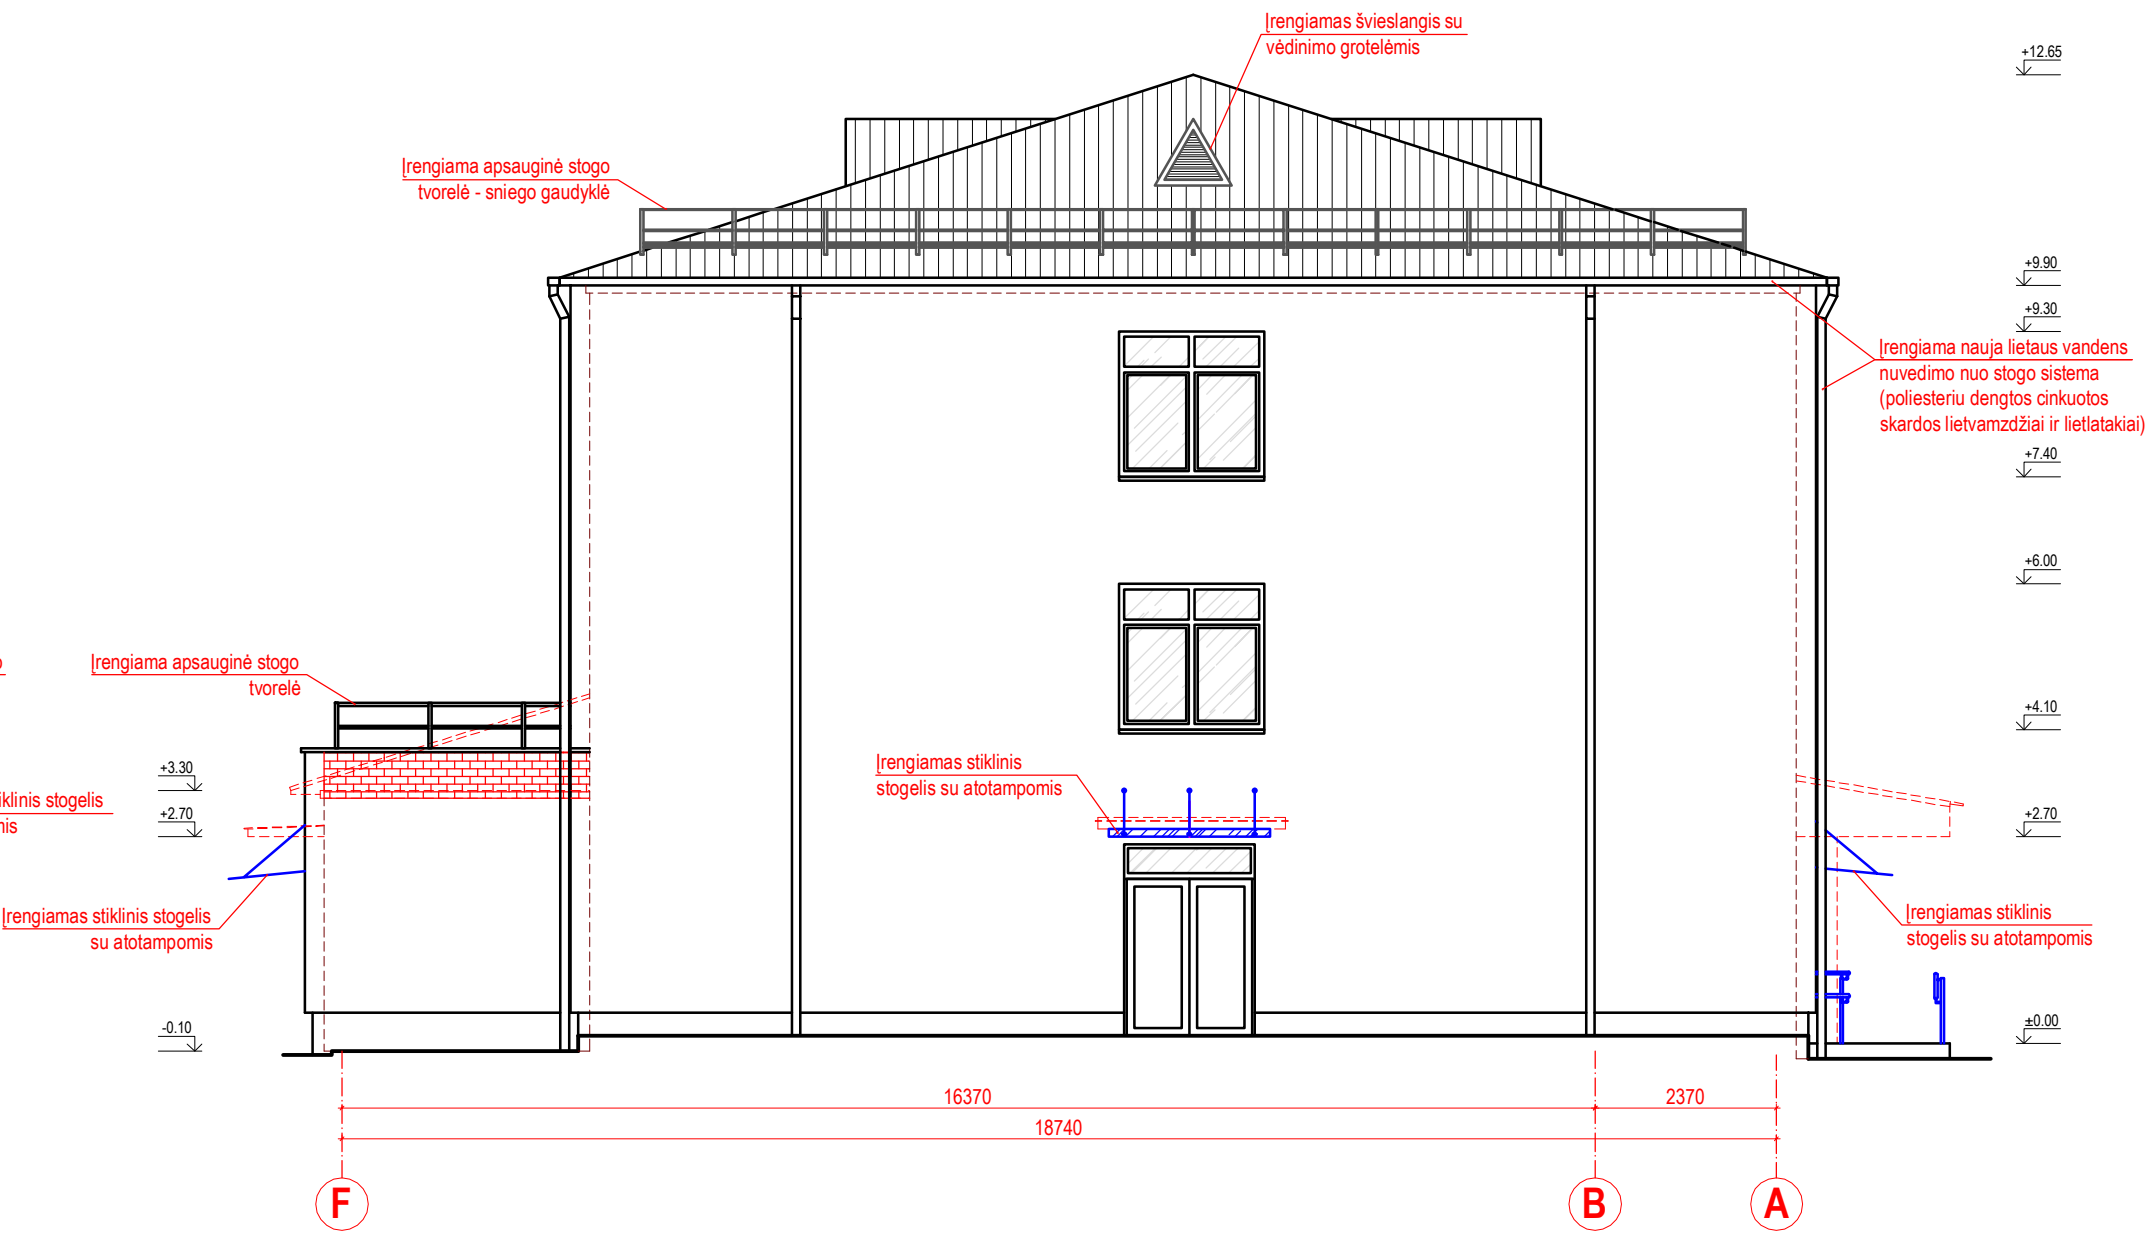 Įrengiamas švieslangis su
vėdinimo grotelėmis
+12.65
Įrengiama apsauginė stogo
tvorelė - sniego gaudyklė
+9.90
+9.30
Įrengiama nauja lietaus vandens
nuvedimo nuo stogo sistema
(poliesteriu dengtos cinkuotos
skardos lietvamzdžiai ir lietlatakiai)
+7.40
+6.00
Įrengiama apsauginė stogo
tvorelė
+4.10
+3.30
Įrengiamas stiklinis
stogelis su atotampomis
stogelis
+2.70
+2.70
Įrengiamas stiklinis stogelis
su atotampomis
Įrengiamas stiklinis
stogelis su atotampomis
-0.10
±0.00
16370
2370
18740
F
B
A